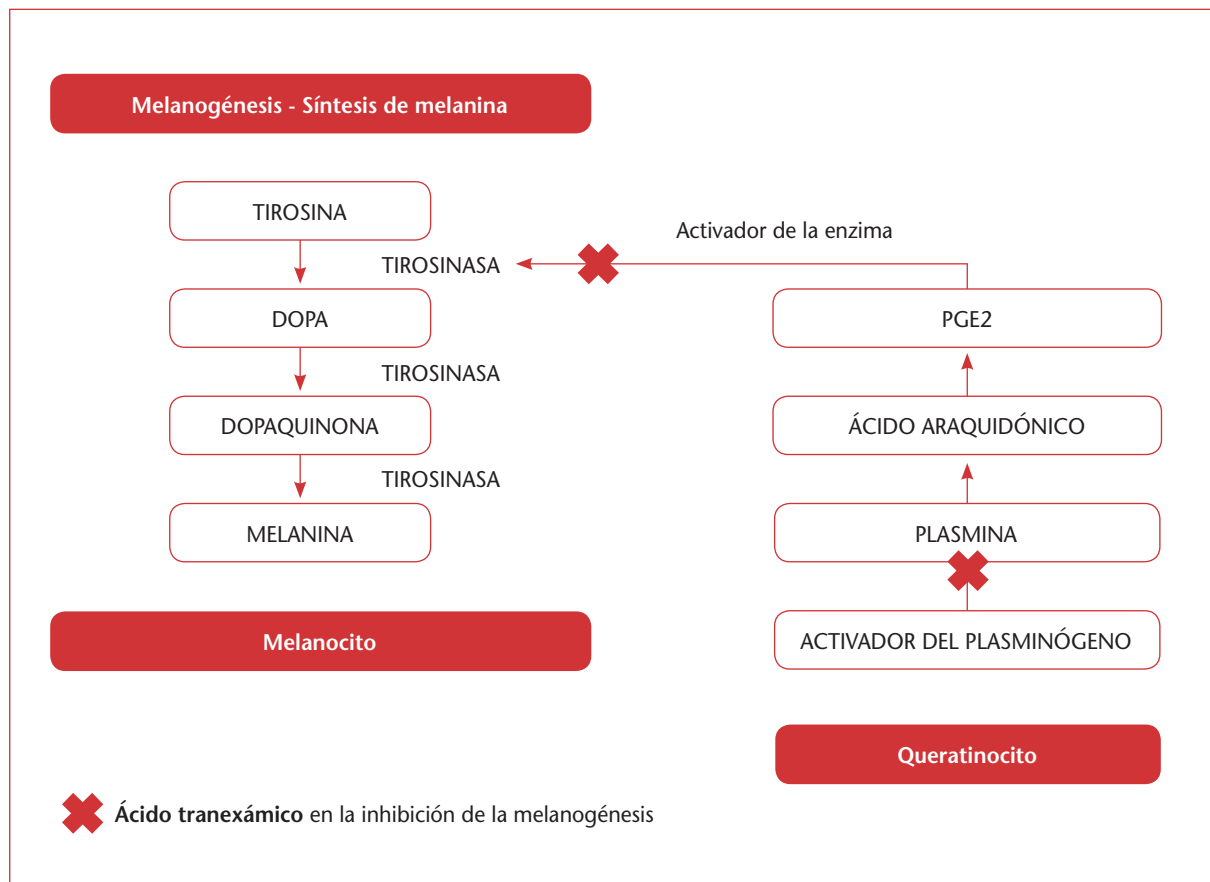 Melanogénesis - Síntesis de melanina
TIROSINA
Activador de la enzima
TIROSINASA
DOPA
PGE2
TIROSINASA
DOPAQUINONA
ÁCIDO ARAQUIDÓNICO
TIROSINASA
MELANINA
PLASMINA
Melanocito
ACTIVADOR DEL PLASMINÓGENO
Queratinocito
Ácido tranexámico en la inhibición de la melanogénesis